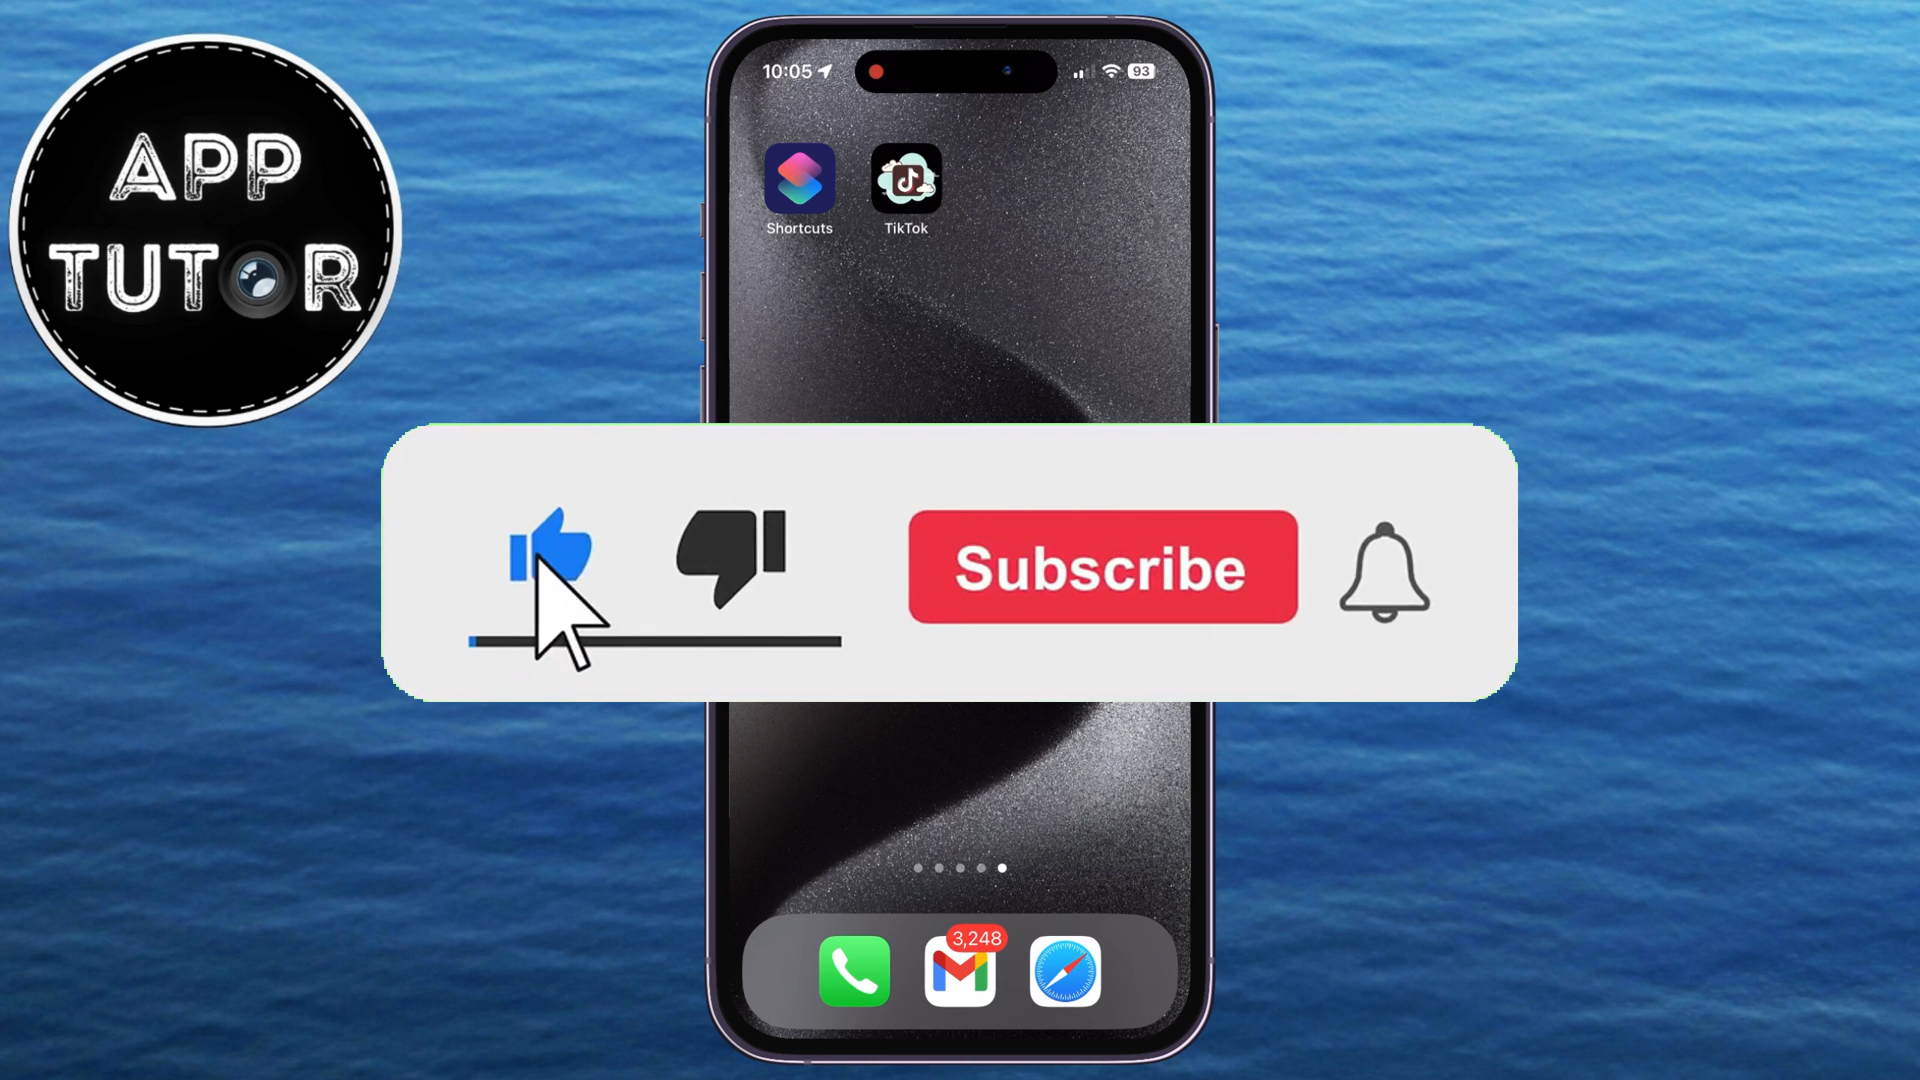 APP
TUTOR
10:05
93
Shortcuts
TikTok
Subscribe
3,248